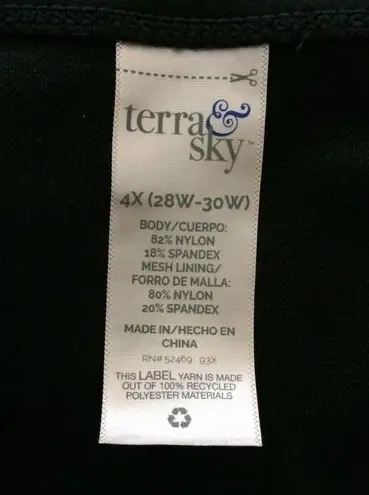 terra &
sky™
4X (28W-30W)
BODY/CUERPO:
82% NYLON
18% SPANDEX
MESH LINING/
FORRO DE MALLA:
80% NYLON
20% SPANDEX
MADE IN/HECHO EN
CHINA
RN# 52469 93X
THIS LABEL YARN IS MADE
OUT OF 100% RECYCLED
POLYESTER MATERIALS